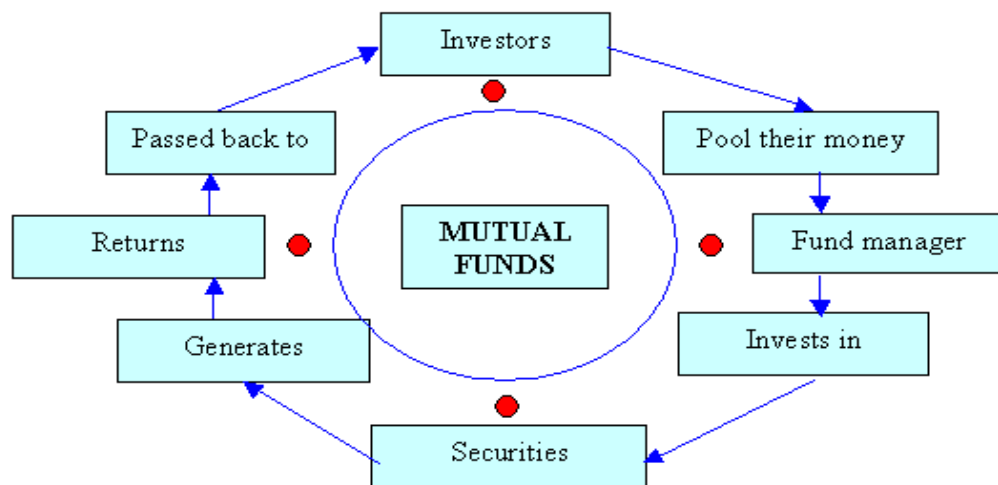 Investors
Pool their money
Fund manager
Invests in
Securities
Generates
Returns
Passed back to
MUTUAL
FUNDS